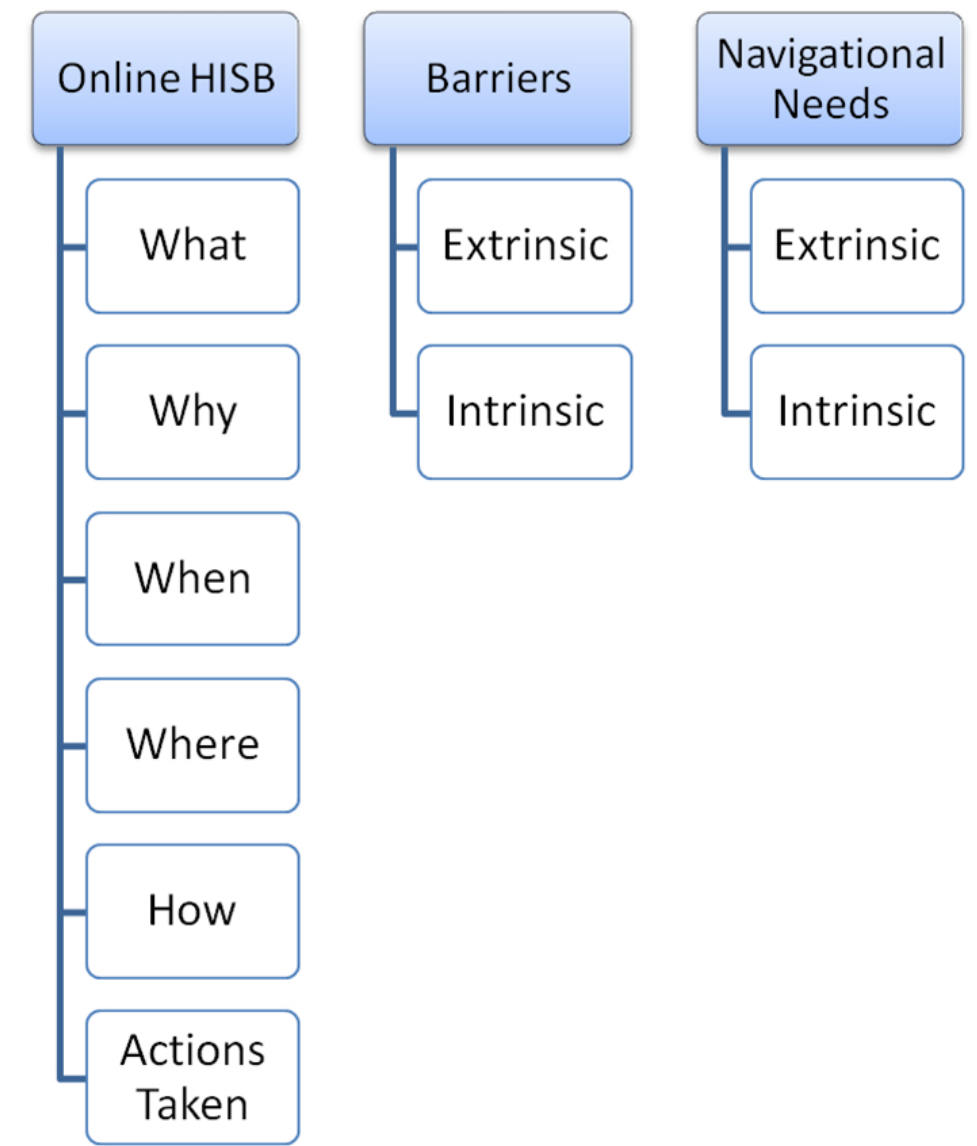 Online HISB
What
Why
When
Where
How
Actions
Taken
Barriers
Extrinsic
Intrinsic
Navigational
Needs
Extrinsic
Intrinsic